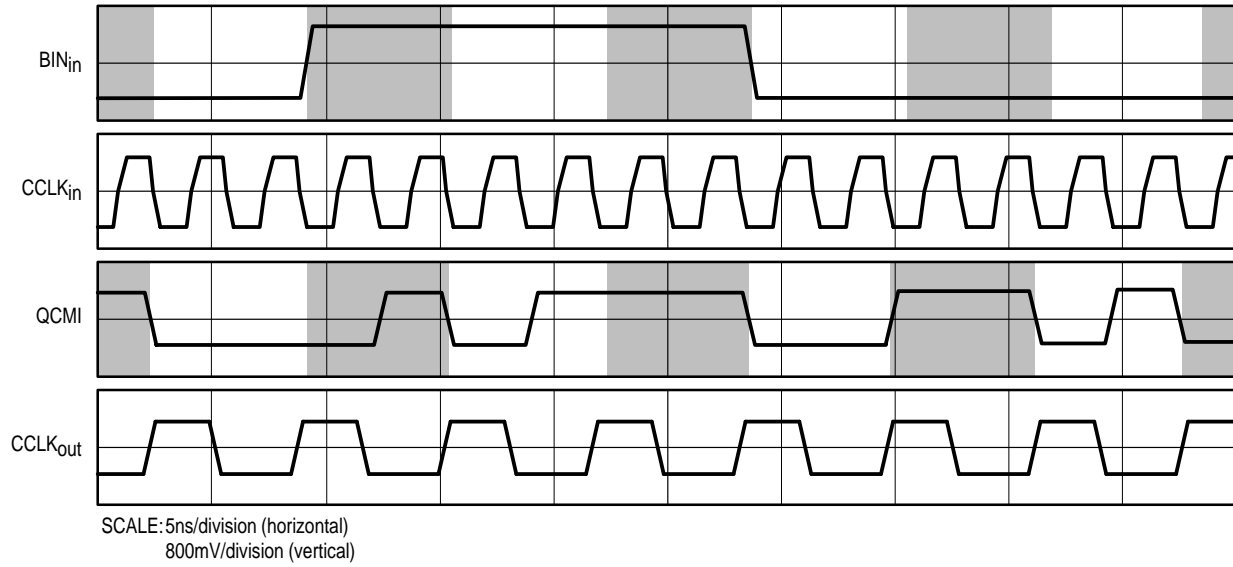 BINin
CCLKin
QCMI
CCLKout
SCALE: 5ns/division (horizontal)
800mV/division (vertical)